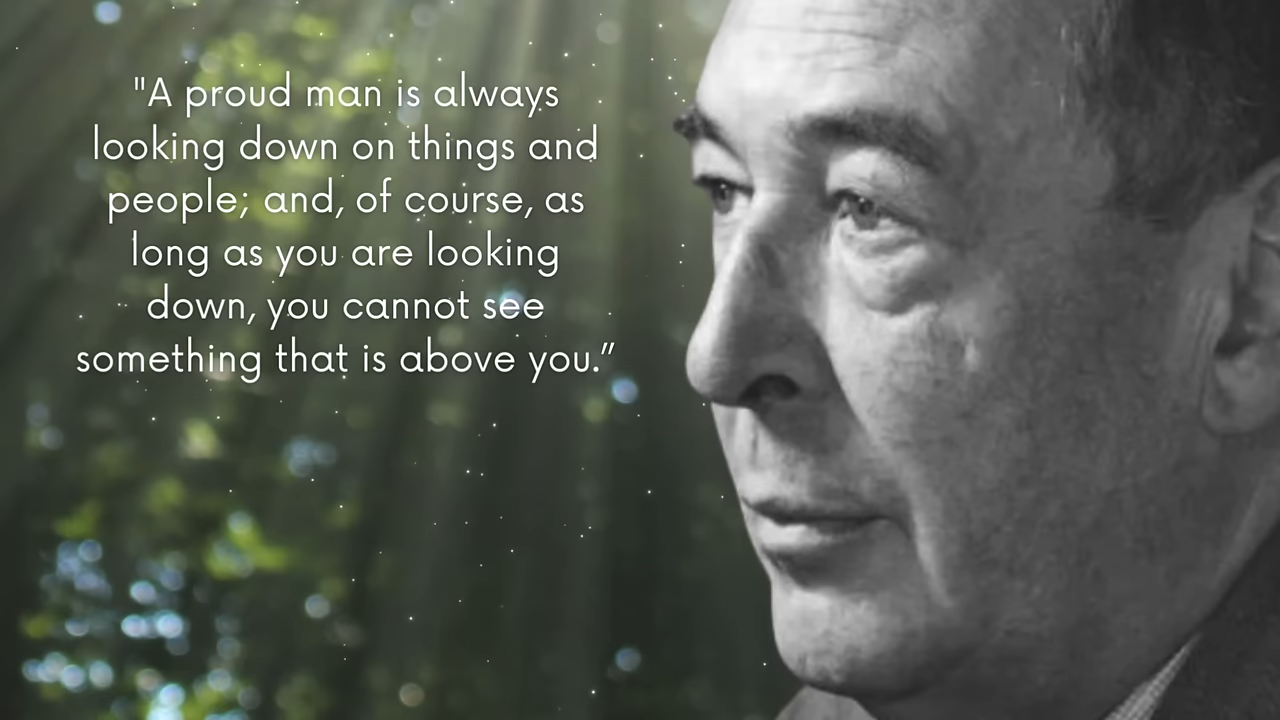 "A proud man is always
looking down on things and
people; and, of course, as
long as you are looking
down, you cannot see
something that is above you.”